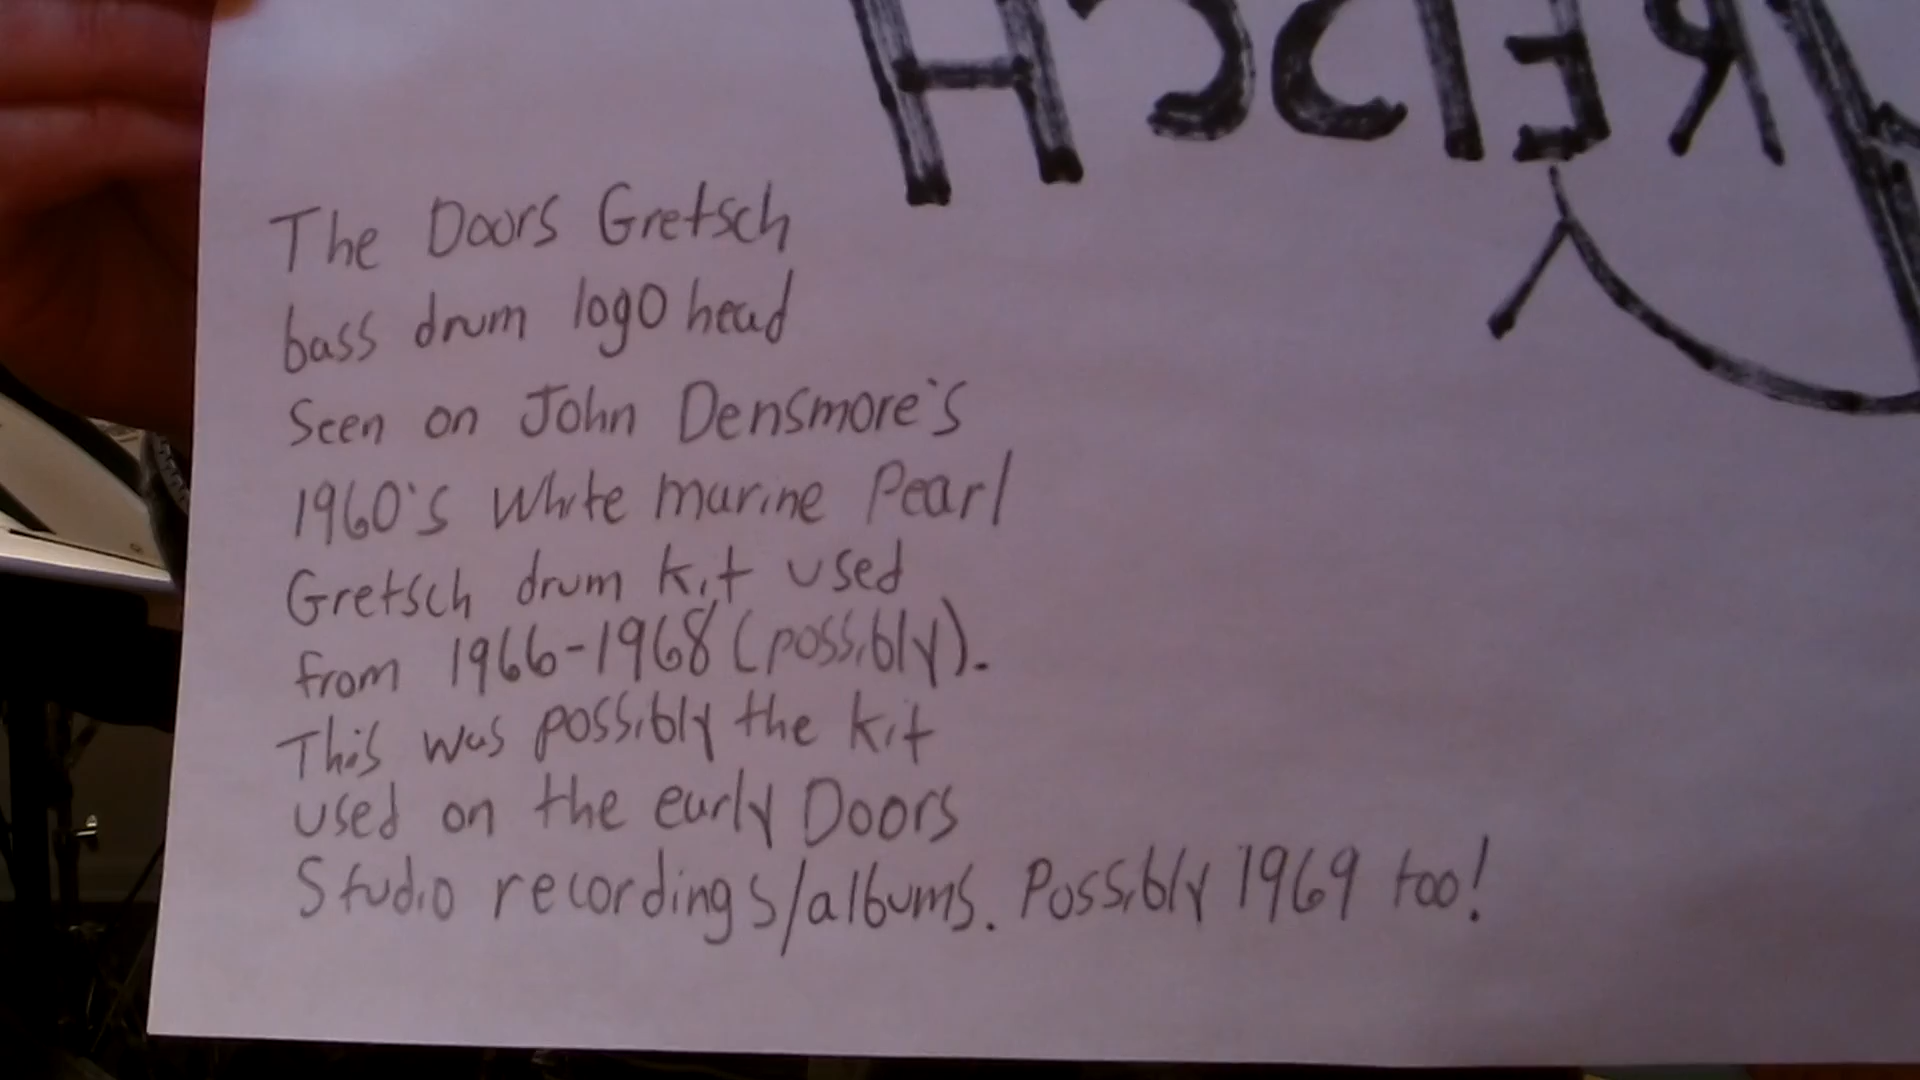 RETSCH
The Doors Gretsch
bass drum logo head
Seen on John Densmore's
1960's White marine Pearl
Gretsch drum kit used
from 1966-1968 (possibly).
This was possibly the kit
used on the early Doors
Studio recordings/albums. Possibly 1969 too!